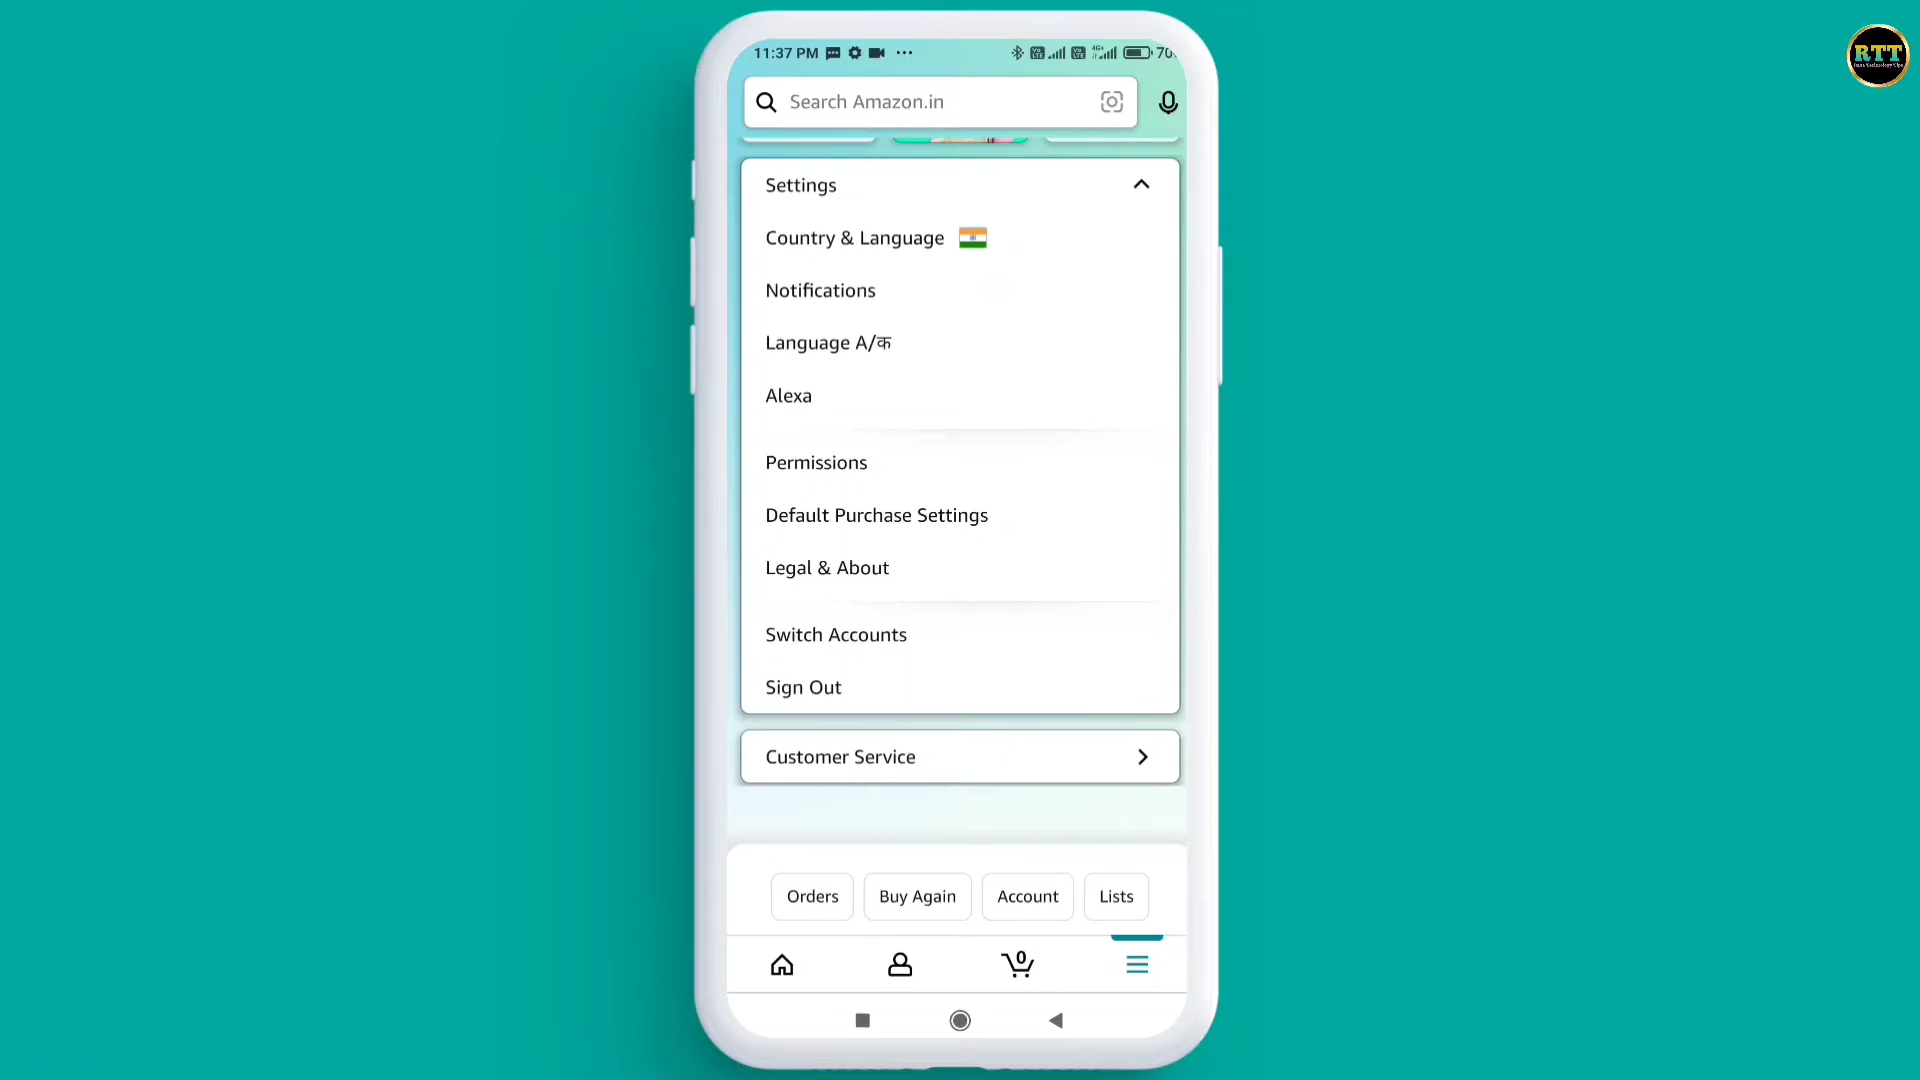 11:37 PM
70
RTT
Search Amazon.in
Settings
Country & Language
Notifications
Language A/क
Alexa
Permissions
Default Purchase Settings
Legal & About
Switch Accounts
Sign Out
Customer Service
Orders
Buy Again
Account
Lists
0